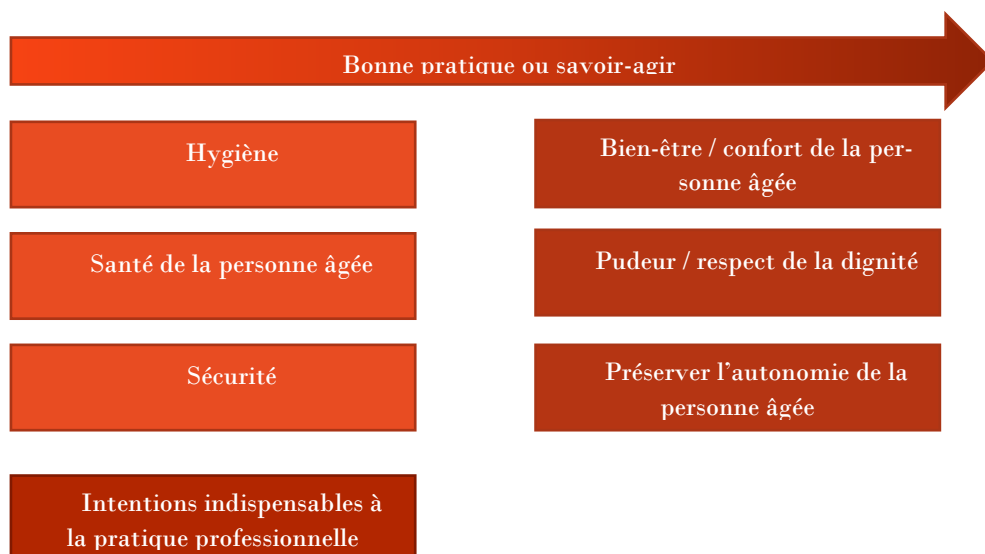 Bonne pratique ou savoir-agir
Hygiène
Bien-être / confort de la per-
sonne âgée
Santé de la personne âgée
Pudeur / respect de la dignité
Sécurité
Préserver l’autonomie de la
personne âgée
Intentions indispensables à
la pratique professionnelle